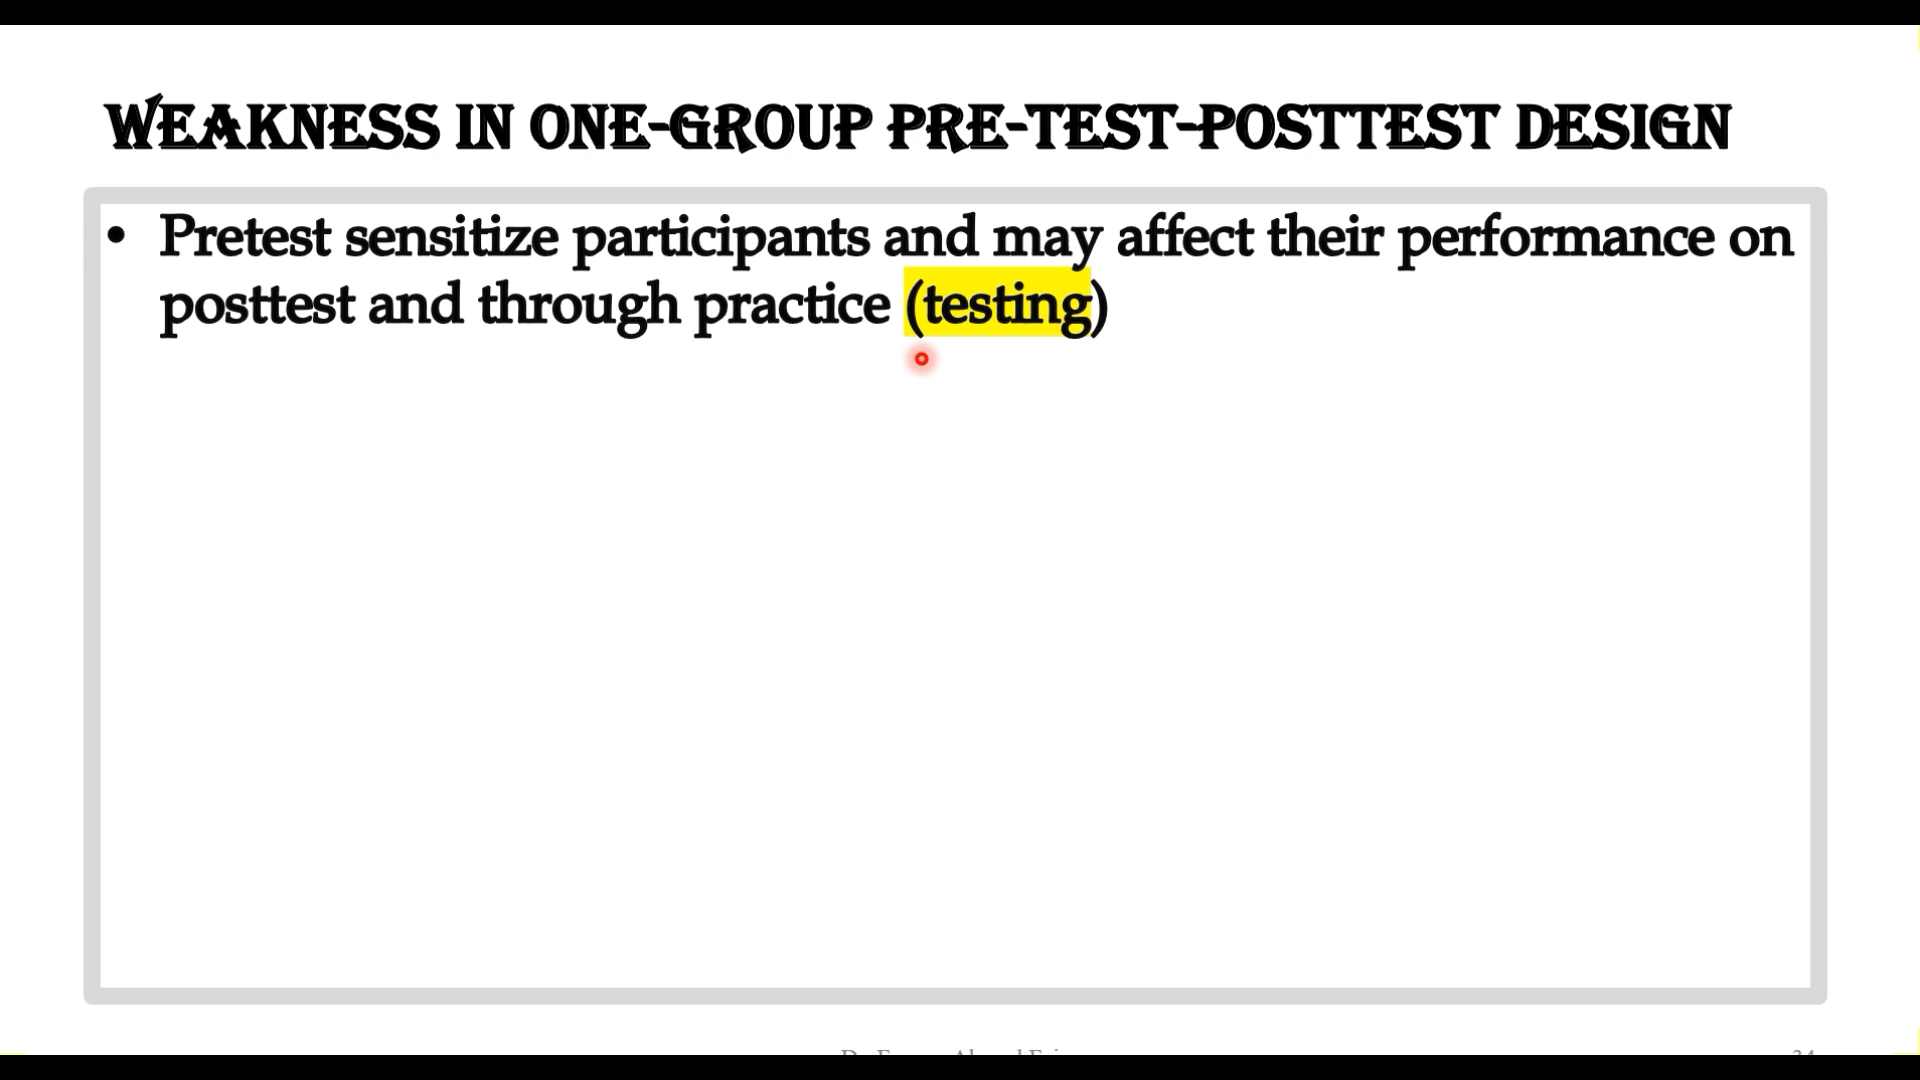 WEAKNESS IN ONE-GROUP PRE-TEST-POSTTEST DESIGN
• Pretest sensitize participants and may affect their performance on
posttest and through practice (testing)